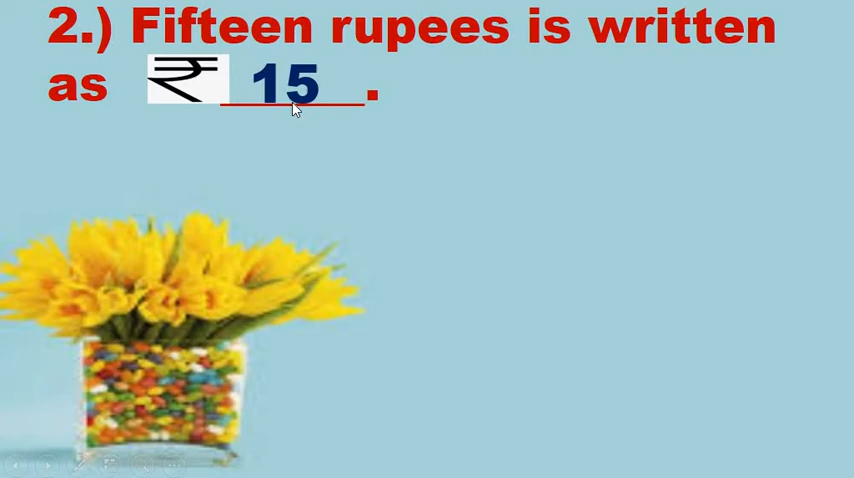 2.) Fifteen rupees is written
as ₹ 15 .